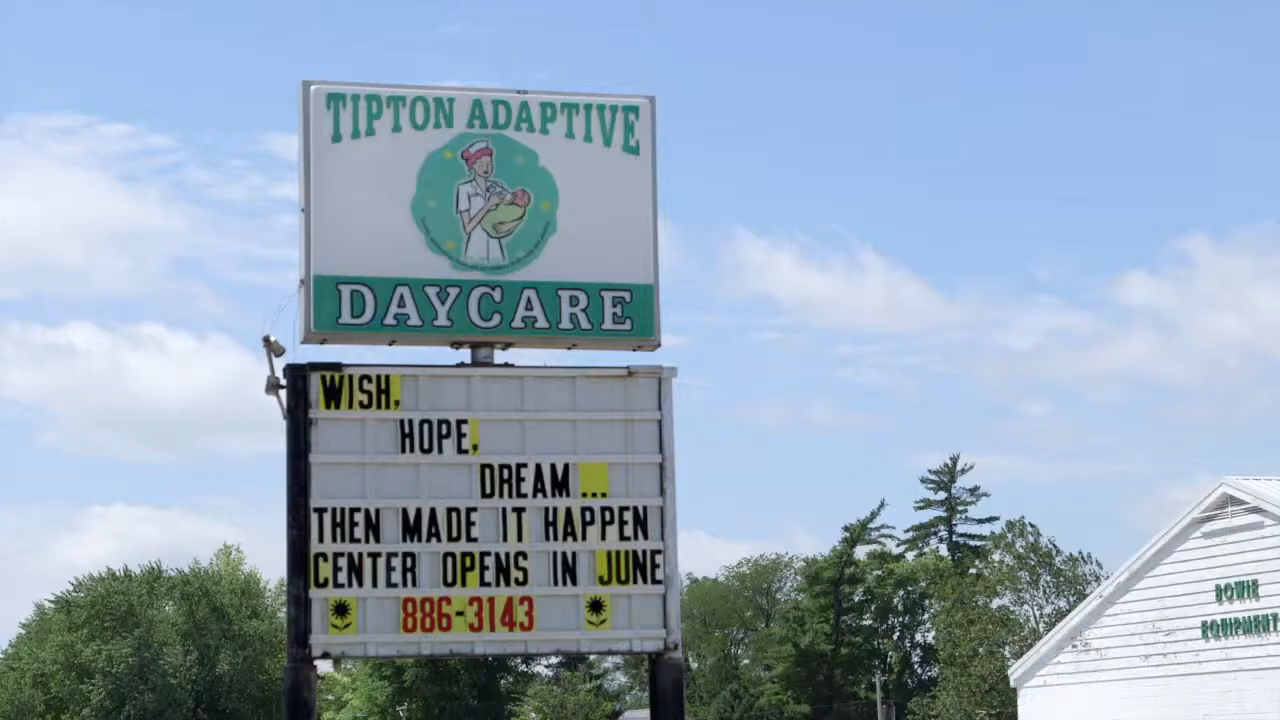 TIPTON ADAPTIVE
DAYCARE
WISH,
HOPE,
DREAM...
THEN MADE IT HAPPEN
CENTER OPENS IN JUNE
886-3143
BOWIE
EQUIPMENT